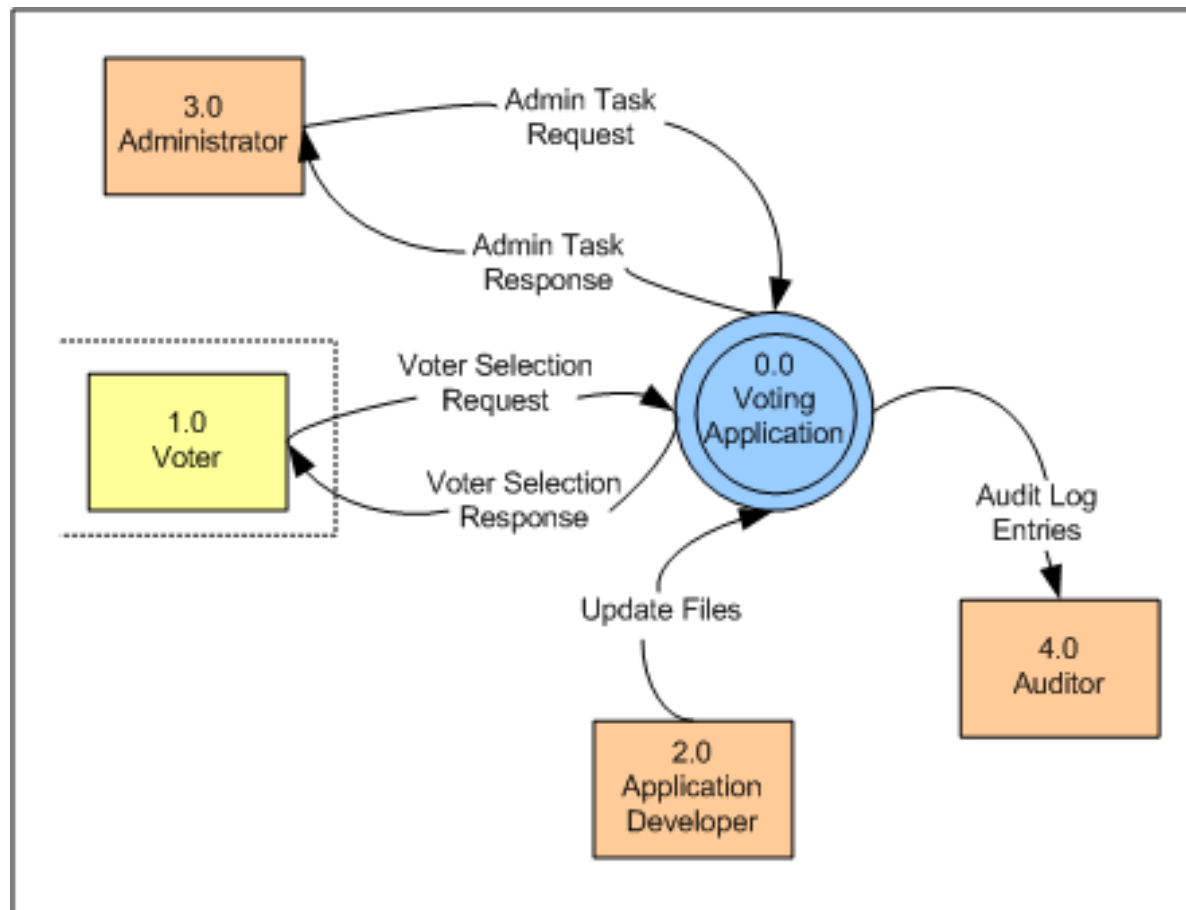 3.0
Administrator
Admin Task
Request
Admin Task
Response
1.0
Voter
Voter Selection
Request
Voter Selection
Response
0.0
Voting
Application
Audit Log
Entries
Update Files
4.0
Auditor
2.0
Application
Developer